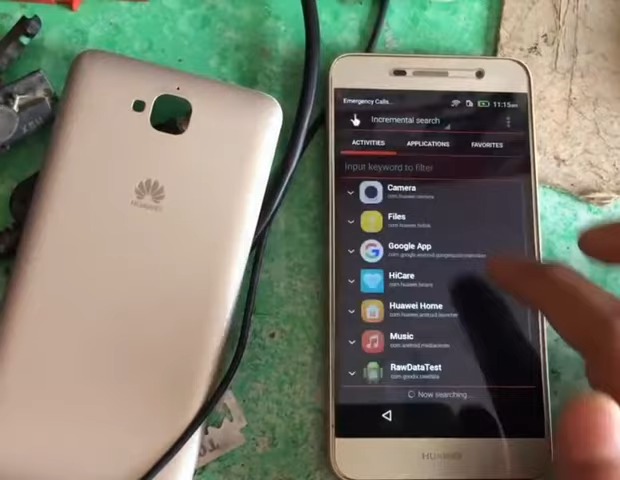 HUAWEI
Emergency Calls...
11:15
Incremental search
ACTIVITIES APPLICATIONS FAVORITES
Input keyword to filter
Camera
com.huawei.camera
Files
com.huawei.hidisk
Google App
HiCare
com.huawei.hicare
Huawei Home
com.huawei.android.launcher
Music
com.android.mediacenter
RawDataTest
Now searching...
HUAWEI